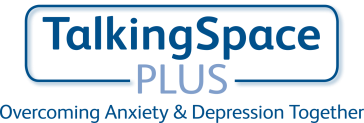 TalkingSpace
PLUS
Overcoming Anxiety & Depression Together